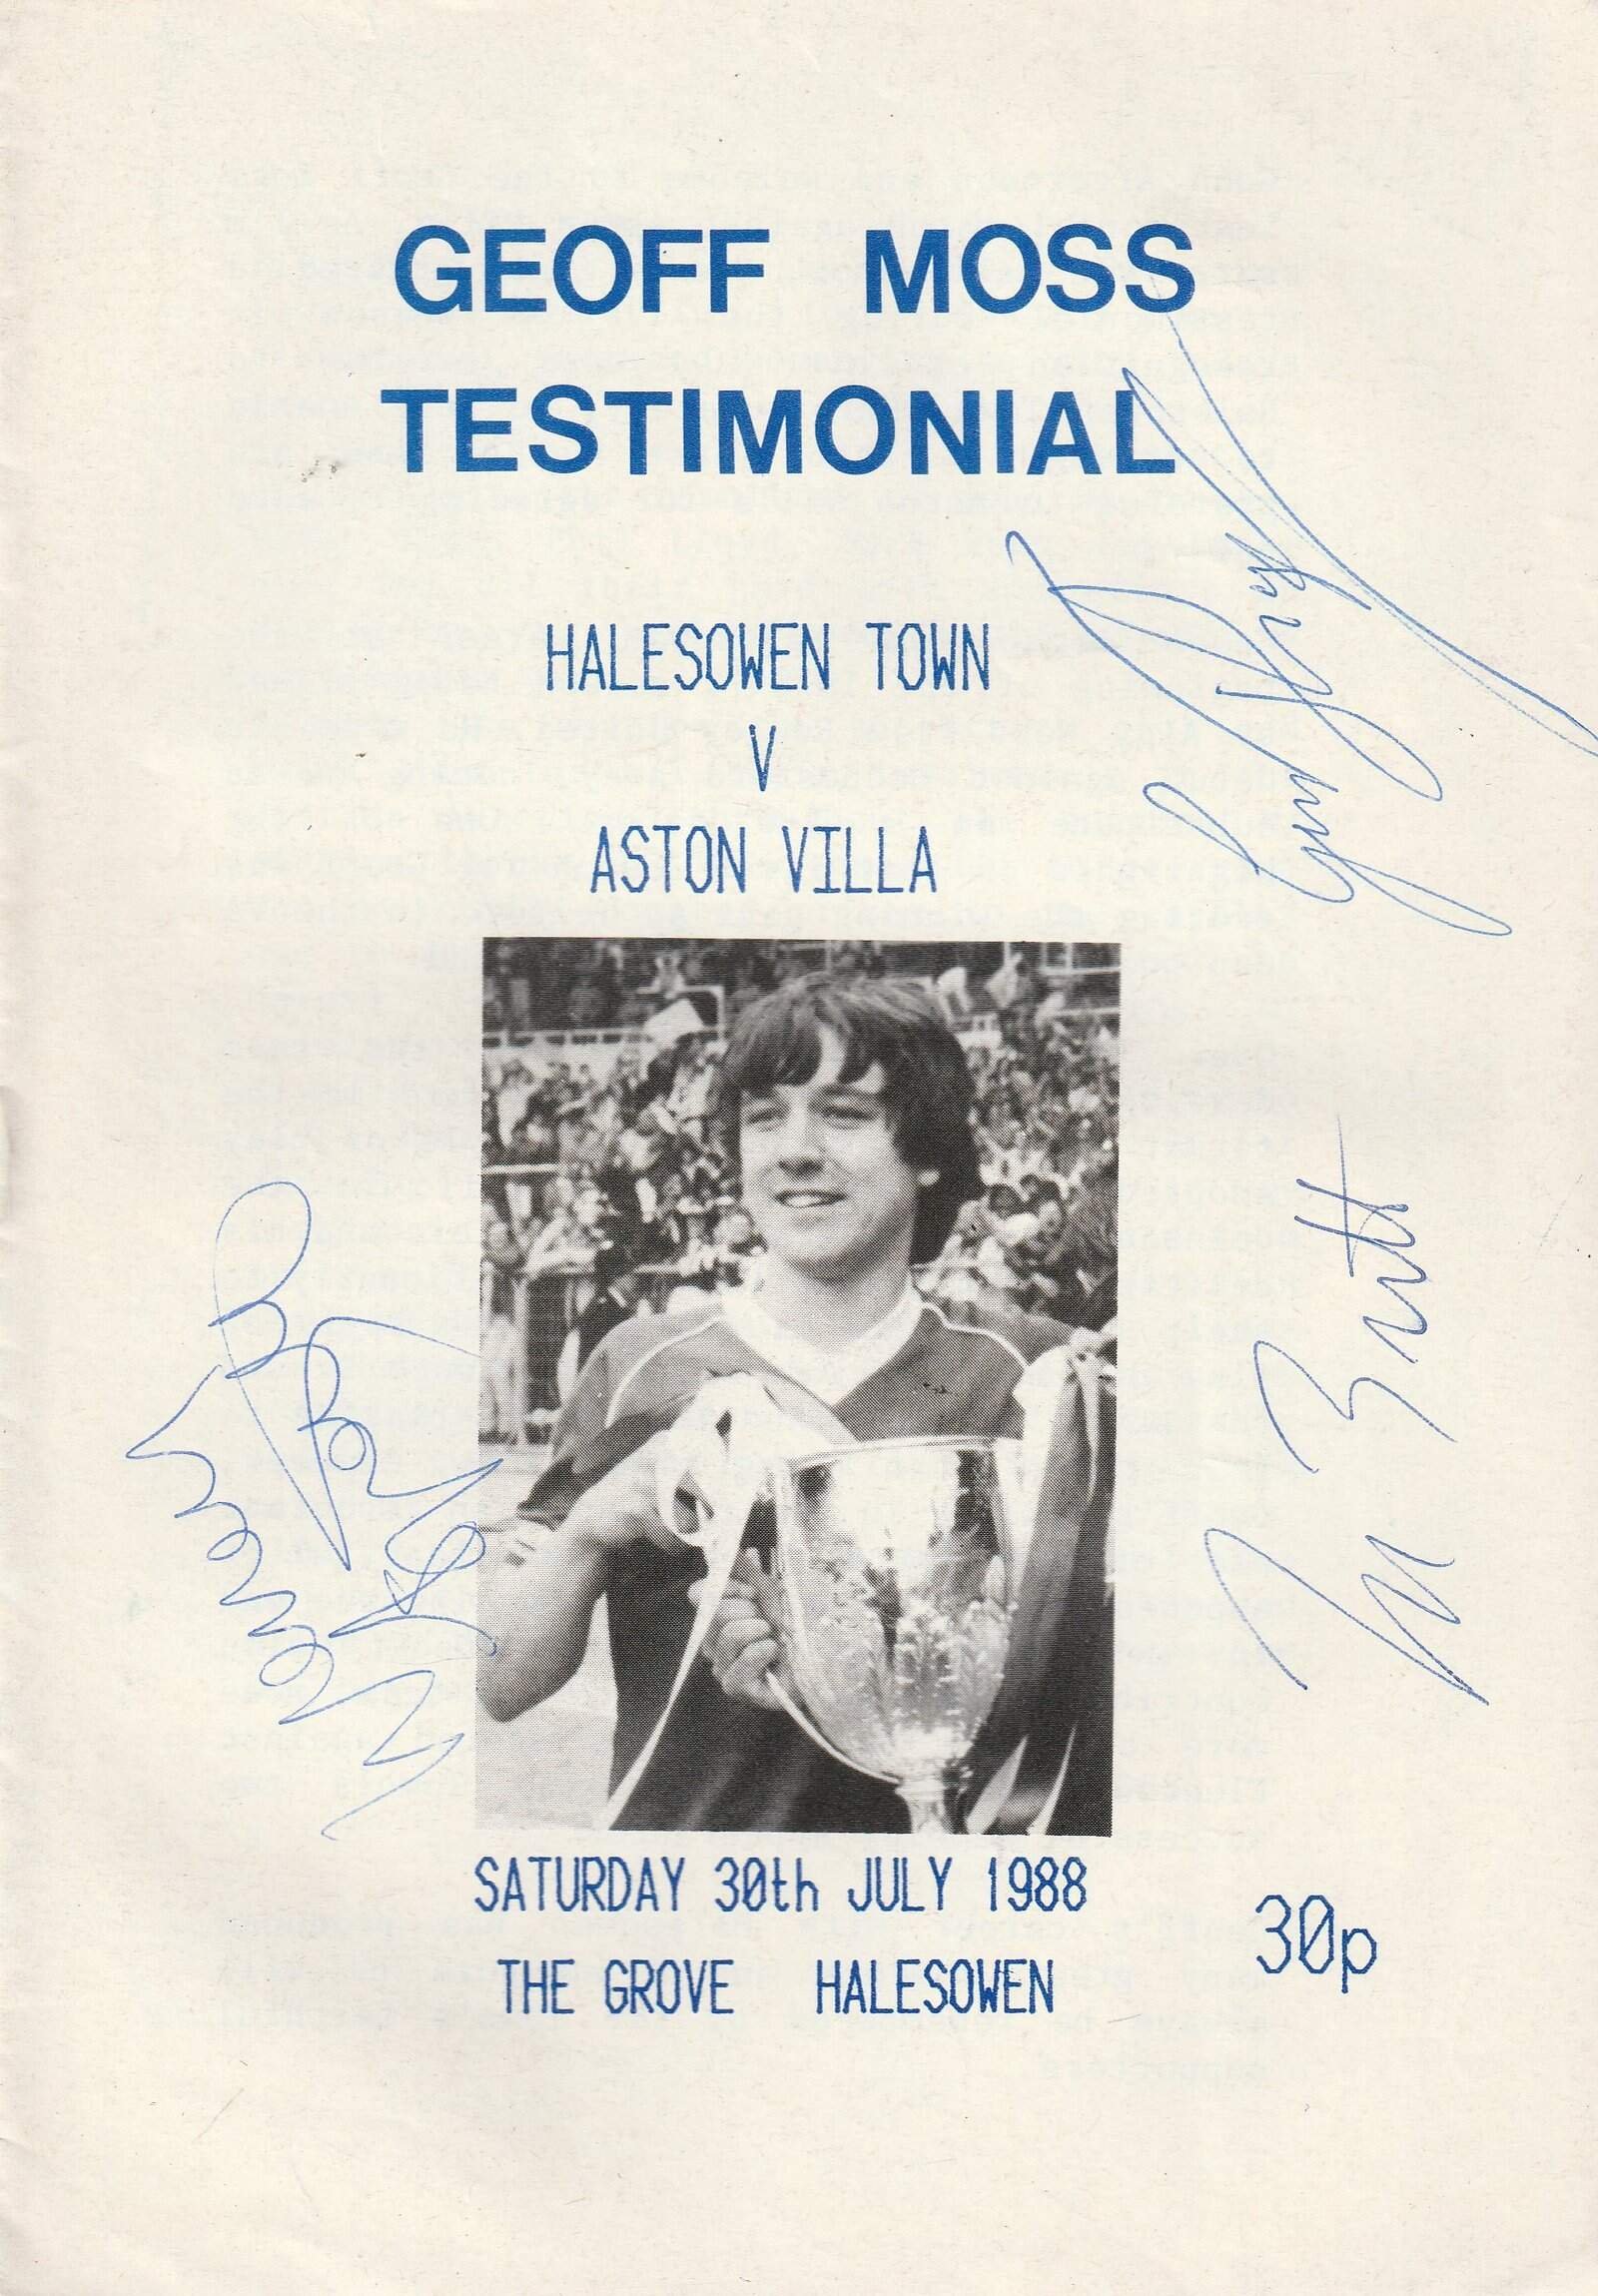 GEOFF MOSS
TESTIMONIAL
HALESOWEN TOWN
V
ASTON VILLA
SATURDAY 30th JULY 1988
THE GROVE HALESOWEN
30p